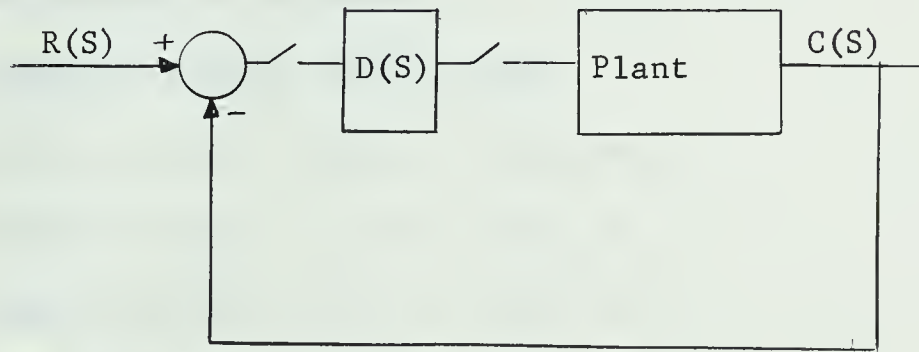 R(S)
+
-
D(S)
Plant
C(S)